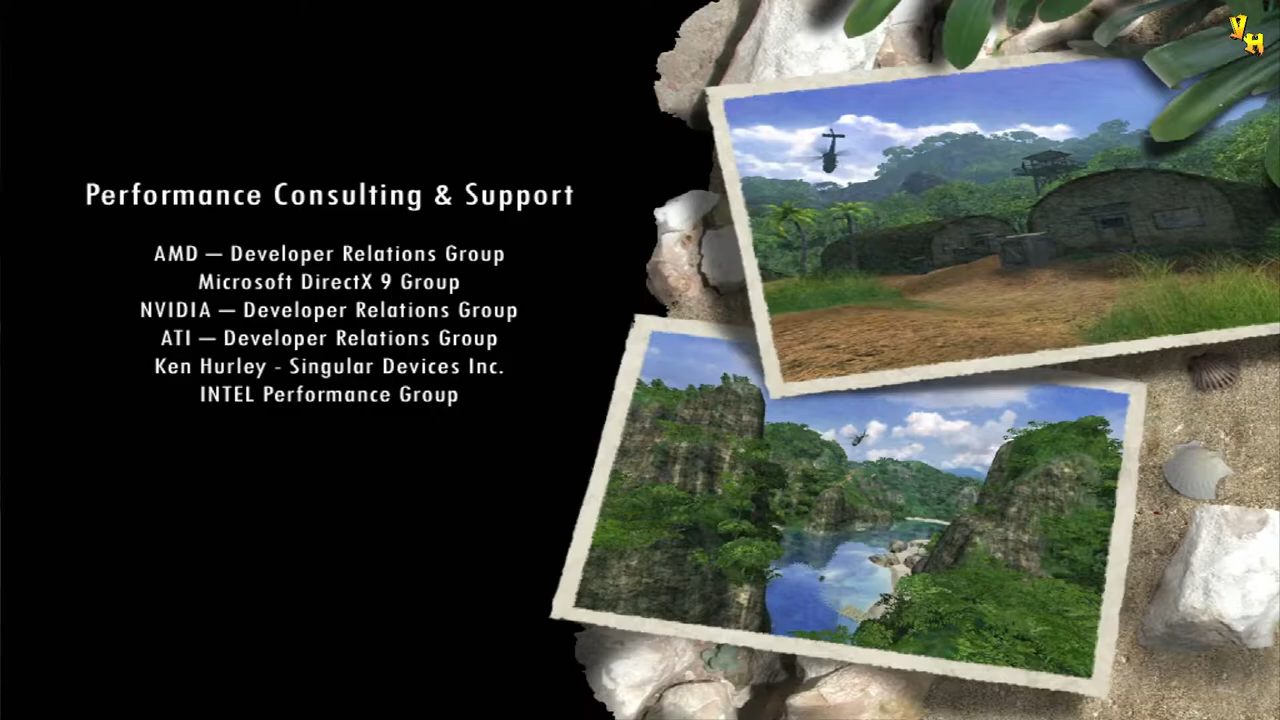 Performance Consulting & Support
AMD — Developer Relations Group
Microsoft DirectX 9 Group
NVIDIA — Developer Relations Group
ATI — Developer Relations Group
Ken Hurley - Singular Devices Inc.
INTEL Performance Group
VH